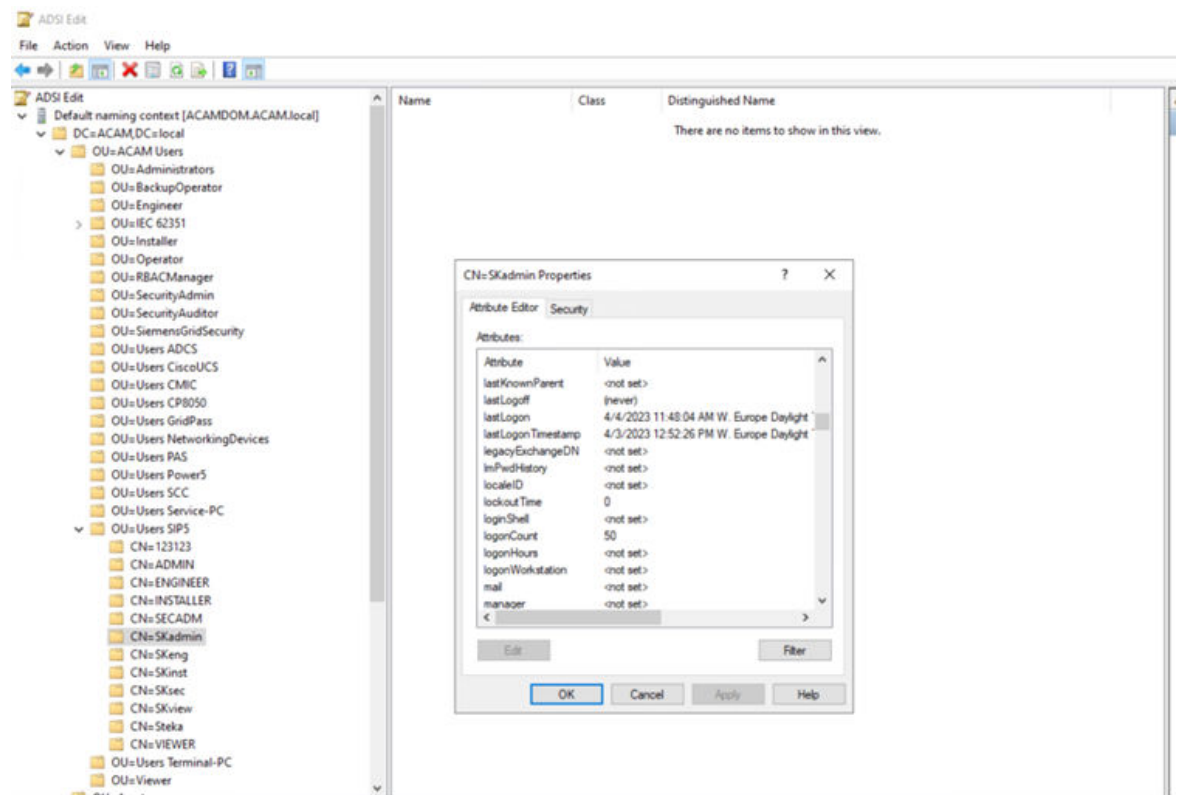 ADSI Edit
File Action View Help
ADSI Edit
Default naming context [ACAMDOM.ACAM.local]
DC=ACAM,DC=local
OU=ACAM Users
OU=Administrators
OU=BackupOperator
OU=Engineer
OU=IEC 62351
OU=Installer
OU=Operator
OU=RBACManager
OU=SecurityAdmin
OU=SecurityAuditor
OU=SiemensGridSecurity
OU=Users ADCS
OU=Users CiscoUCS
OU=Users CMIC
OU=Users CP8050
OU=Users GridPass
OU=Users NetworkingDevices
OU=Users PAS
OU=Users Power5
OU=Users SCC
OU=Users Service-PC
OU=Users SIP5
CN=123123
CN=ADMIN
CN=ENGINEER
CN=INSTALLER
CN=SECADM
CN=SKadmin
CN=SKeng
CN=SKinst
CN=SKsec
CN=SKview
CN=Steka
CN=VIEWER
OU=Users Terminal-PC
OU=Viewer
Name Class Distinguished Name
There are no items to show in this view.
CN=SKadmin Properties ? ×
Attribute Editor Security
Attributes:
Attribute Value
lastKnownParent <not set>
lastLogoff (never)
lastLogon 4/4/2023 11:48:04 AM W. Europe Daylight
lastLogonTimestamp 4/3/2023 12:52:26 PM W. Europe Daylight
legacyExchangeDN <not set>
lmPwdHistory <not set>
localeID <not set>
lockoutTime 0
loginShell <not set>
logonCount 50
logonHours <not set>
logonWorkstation <not set>
mail <not set>
manager <not set>
Edit Filter
OK Cancel Apply Help